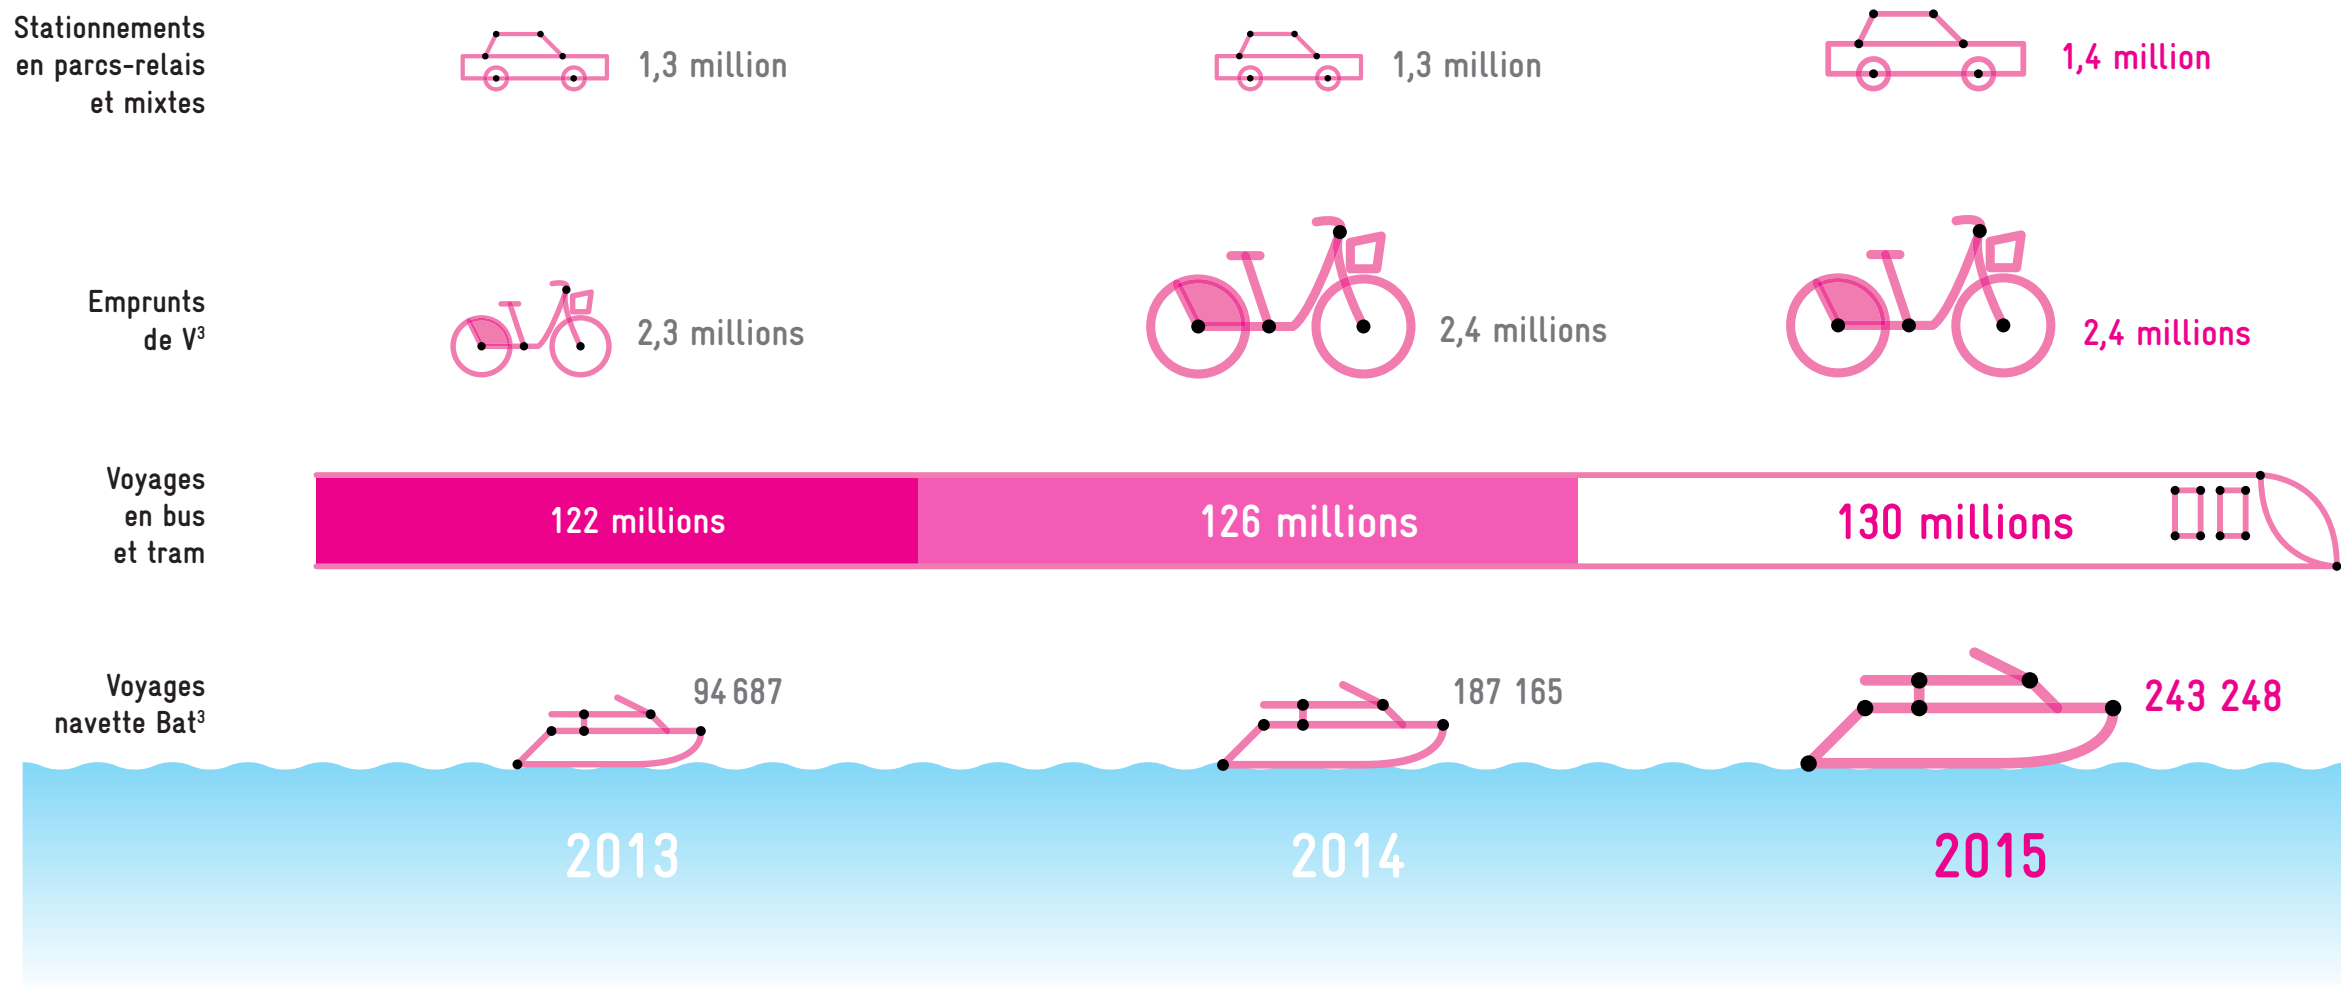 Stationnements
en parcs-relais
et mixtes
1,3 million
1,3 million
1,4 million
Emprunts
de V³
2,3 millions
2,4 millions
2,4 millions
Voyages
en bus
et tram
122 millions
126 millions
130 millions
Voyages
navette Bat³
94 687
187 165
243 248
2013
2014
2015